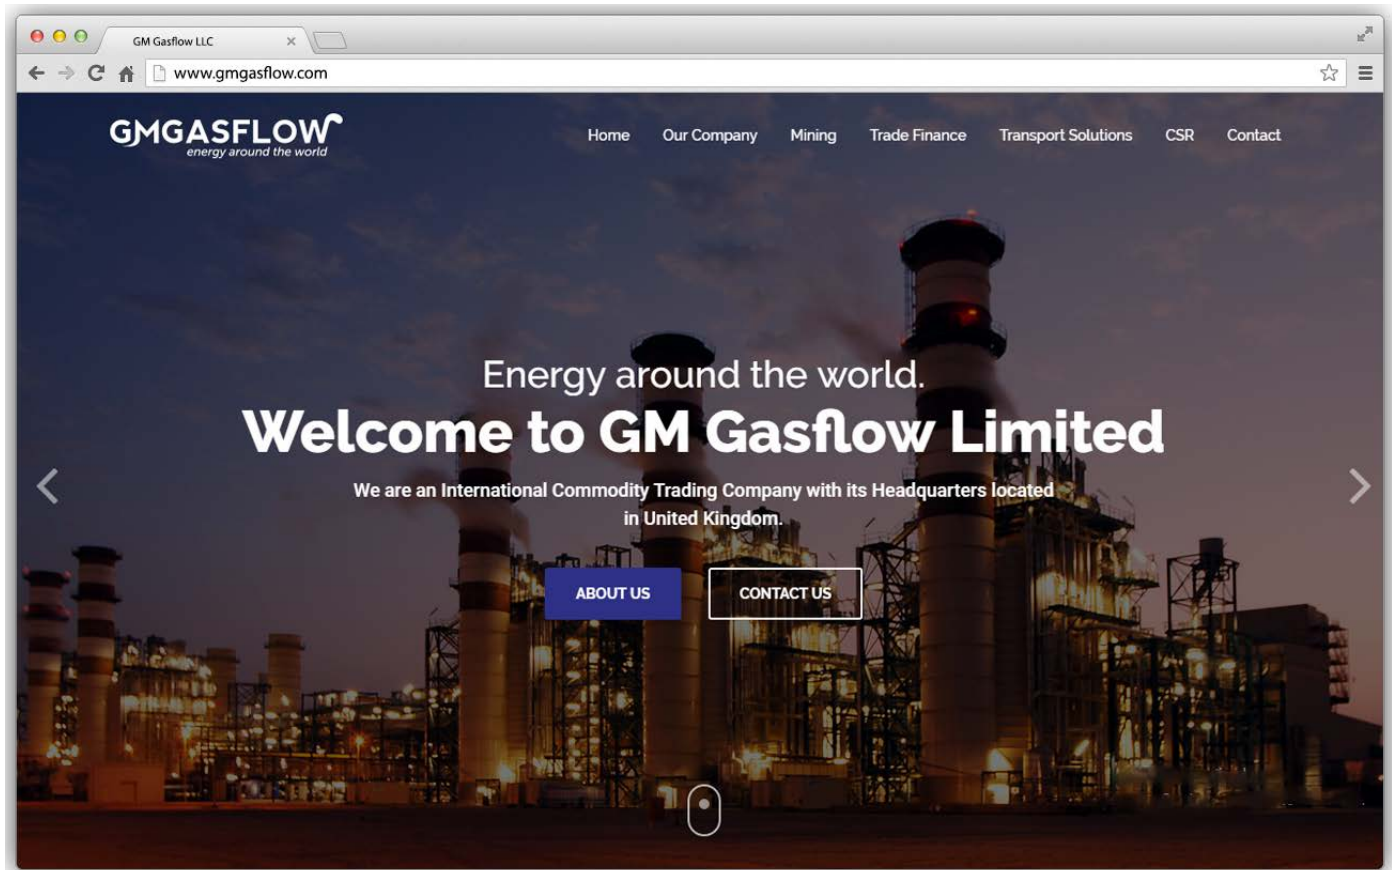 GM Gasflow LLC
www.gmgasflow.com
GMGASFLOW
energy around the world
Home Our Company Mining Trade Finance Transport Solutions CSR Contact
Energy around the world.
Welcome to GM Gasflow Limited
We are an International Commodity Trading Company with its Headquarters located
in United Kingdom.
ABOUT US CONTACT US